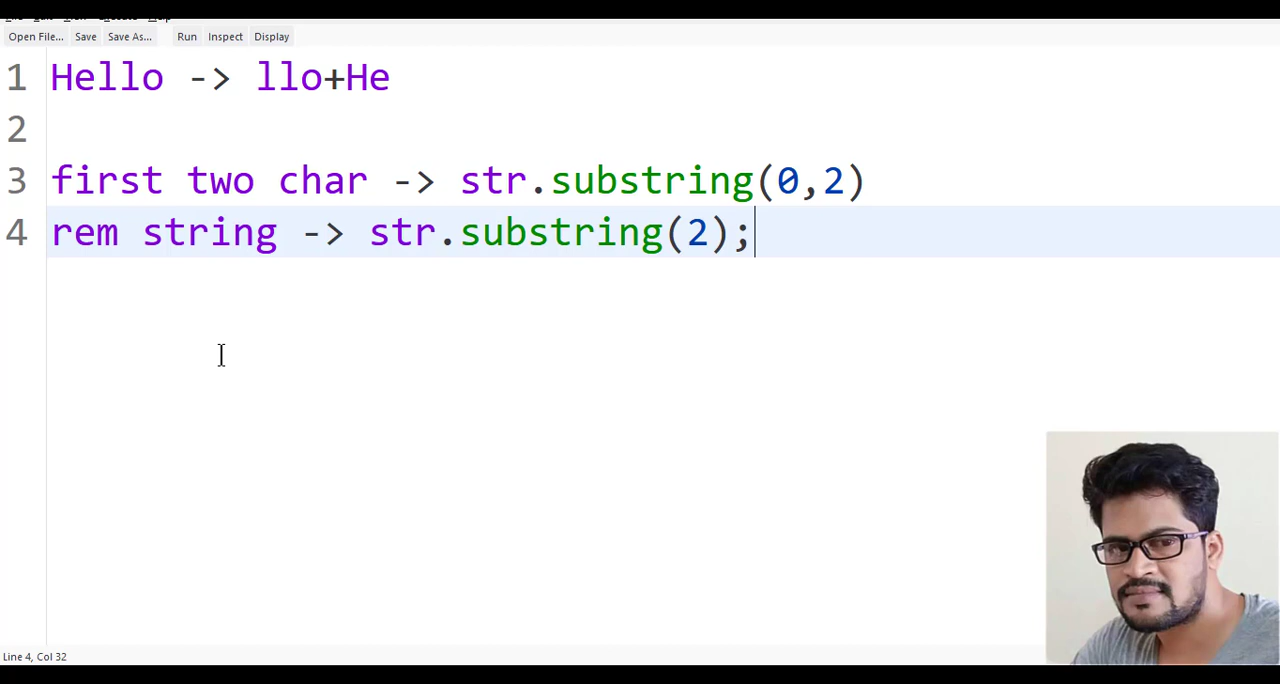 Open File... Save Save As... Run Inspect Display
1 Hello -> llo+He
2
3 first two char -> str.substring(0,2)
4 rem string -> str.substring(2);
Line 4, Col 32